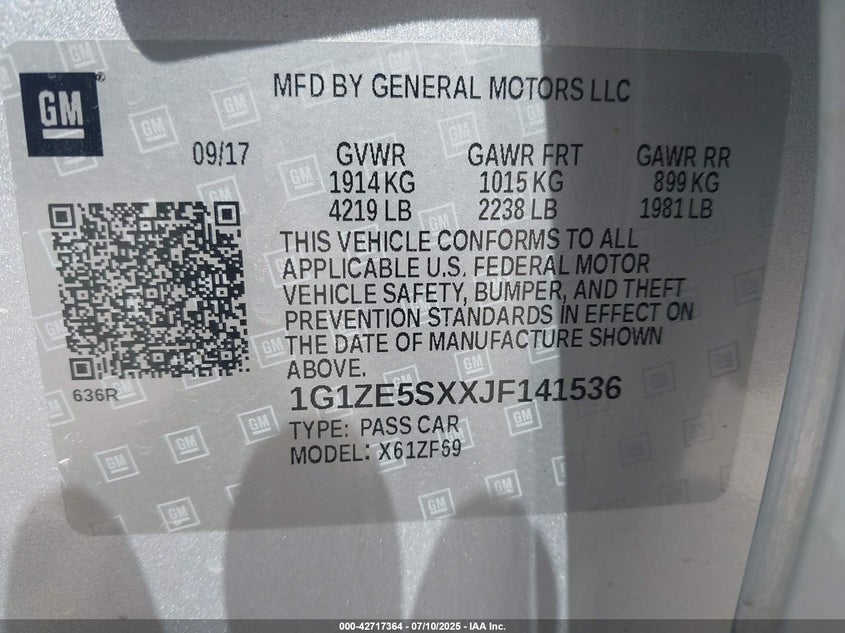 GM
MFD BY GENERAL MOTORS LLC
09/17 GVWR GAWR FRT GAWR RR
1914 KG 1015 KG 899 KG
4219 LB 2238 LB 1981 LB
THIS VEHICLE CONFORMS TO ALL
APPLICABLE U.S. FEDERAL MOTOR
VEHICLE SAFETY, BUMPER, AND THEFT
PREVENTION STANDARDS IN EFFECT ON
THE DATE OF MANUFACTURE SHOWN
ABOVE.
636R
1G1ZE5SXXJF141536
TYPE: PASS CAR
MODEL: X61ZF69
000-42717364 - 07/10/2025 - IAA Inc.